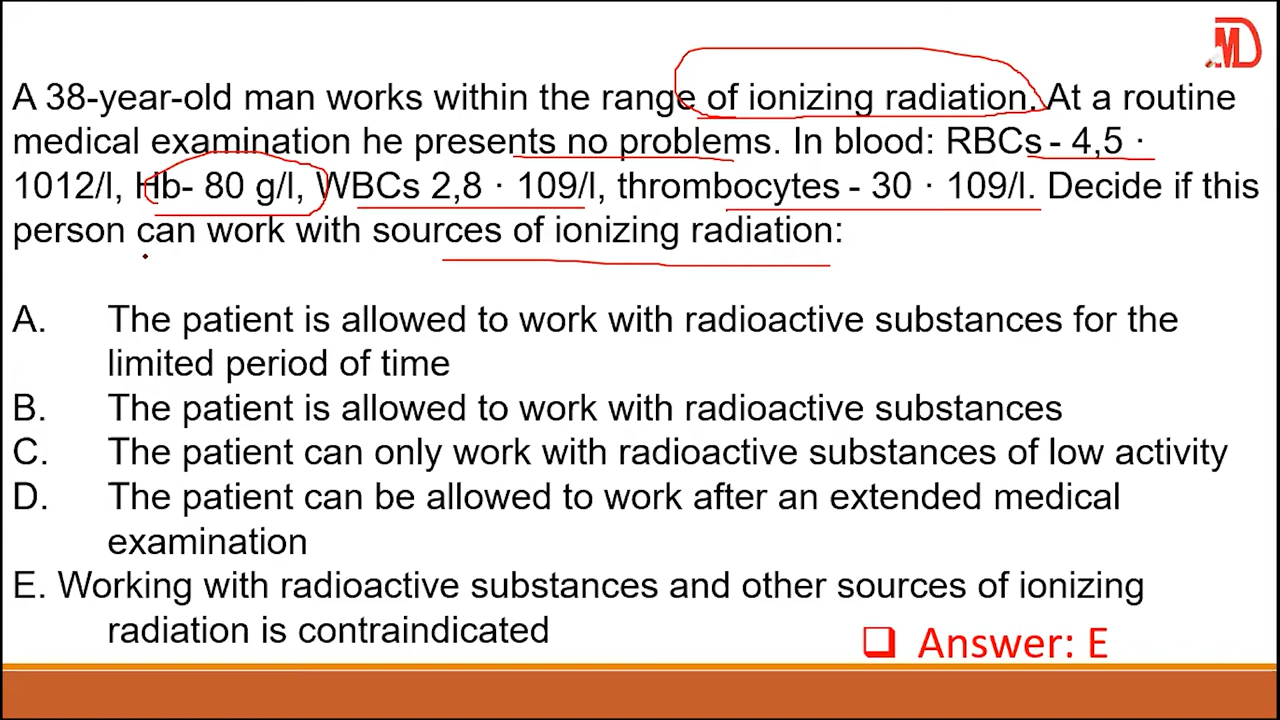 MD
A 38-year-old man works within the range of ionizing radiation. At a routine
medical examination he presents no problems. In blood: RBCs - 4,5 ·
1012/l, Hb- 80 g/l, WBCs 2,8 · 109/l, thrombocytes - 30 · 109/l. Decide if this
person can work with sources of ionizing radiation:
A. The patient is allowed to work with radioactive substances for the
limited period of time
B. The patient is allowed to work with radioactive substances
C. The patient can only work with radioactive substances of low activity
D. The patient can be allowed to work after an extended medical
examination
E. Working with radioactive substances and other sources of ionizing
radiation is contraindicated
Answer: E